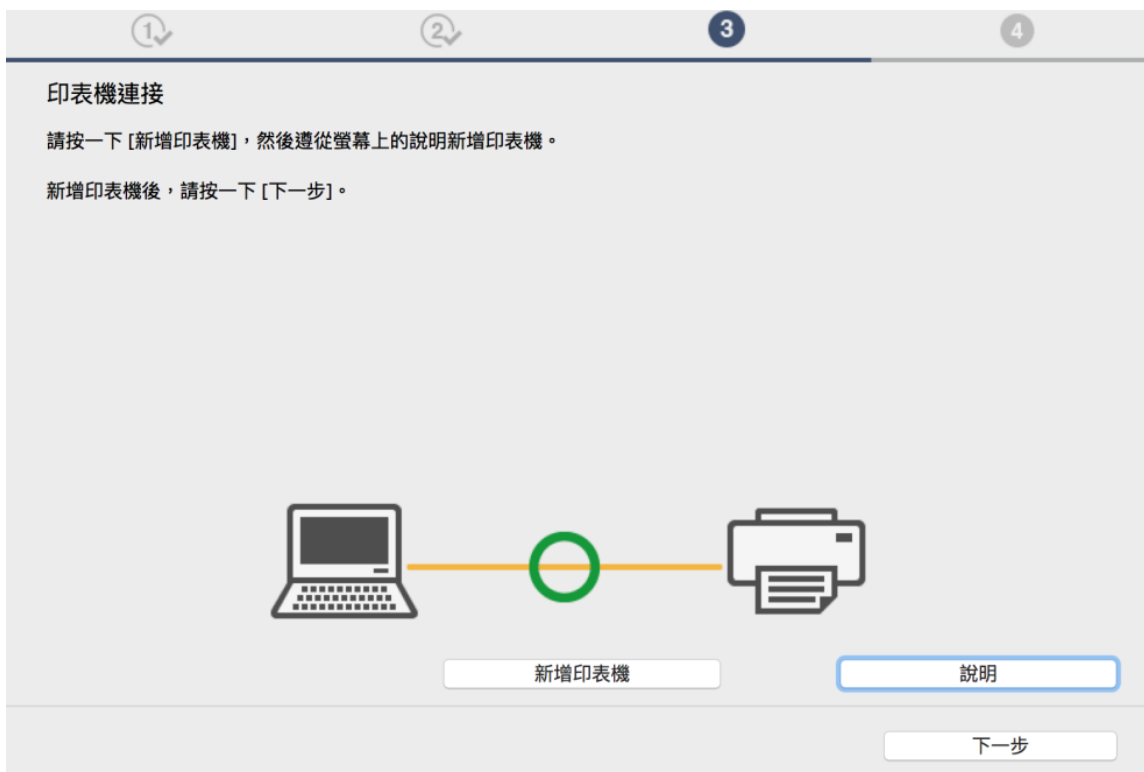 1 2 3 4
印表機連接
請按一下 [新增印表機]，然後遵從螢幕上的說明新增印表機。
新增印表機後，請按一下 [下一步]。
新增印表機 說明
下一步